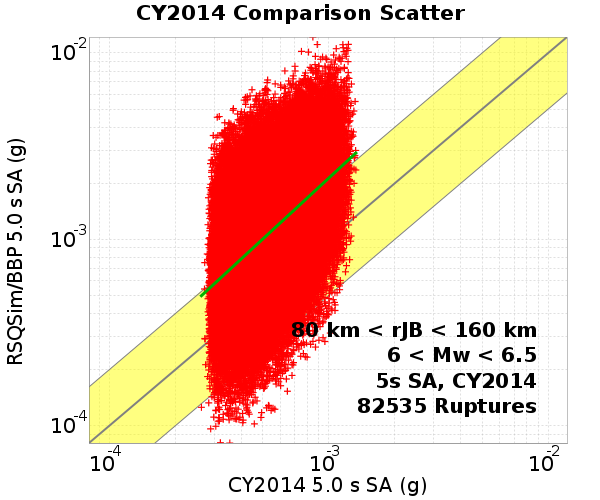 CY2014 Comparison Scatter
RSQSim/BBP 5.0 s SA (g)
10-2
10-3
10-4
80 km < rJB < 160 km
6 < Mw < 6.5
5s SA, CY2014
82535 Ruptures
10-4 10-3 10-2
CY2014 5.0 s SA (g)